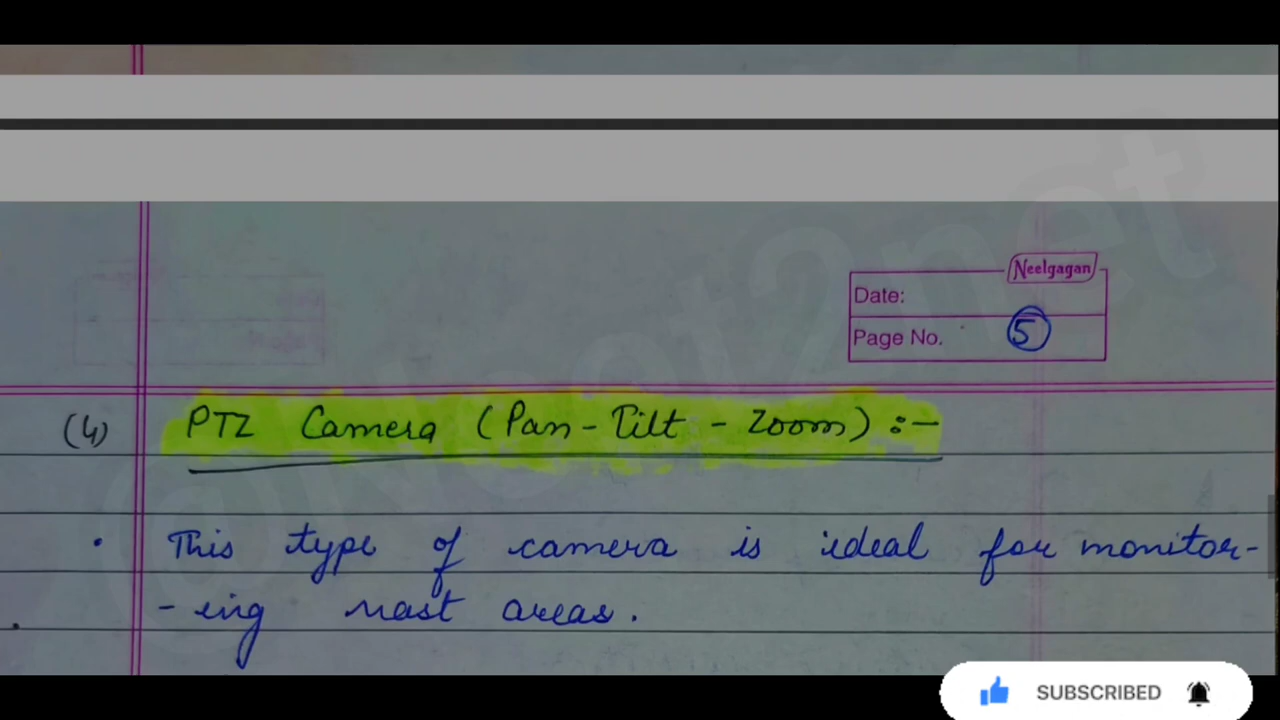 Neelgagan
Date:
Page No. 5
(4) PTZ Camera (Pan-Tilt-Zoom) :-
• This type of camera is ideal for monitor-
- ing vast areas.
SUBSCRIBED